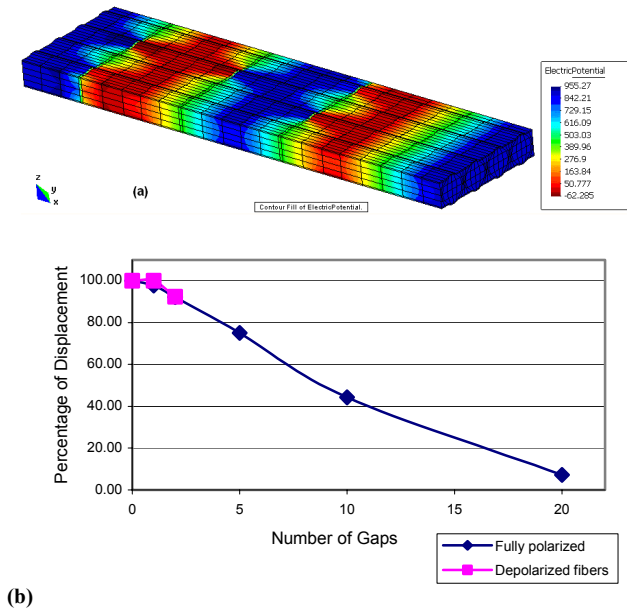 ElectricPotential
955.27
842.21
729.15
616.09
503.03
389.96
276.9
163.84
50.777
-62.285
z
y
x
(a)
Contour Fill of ElectricPotential.
Percentage of Displacement
100.00
80.00
60.00
40.00
20.00
0.00
0 5 10 15 20
Number of Gaps
Fully polarized
Depolarized fibers
(b)